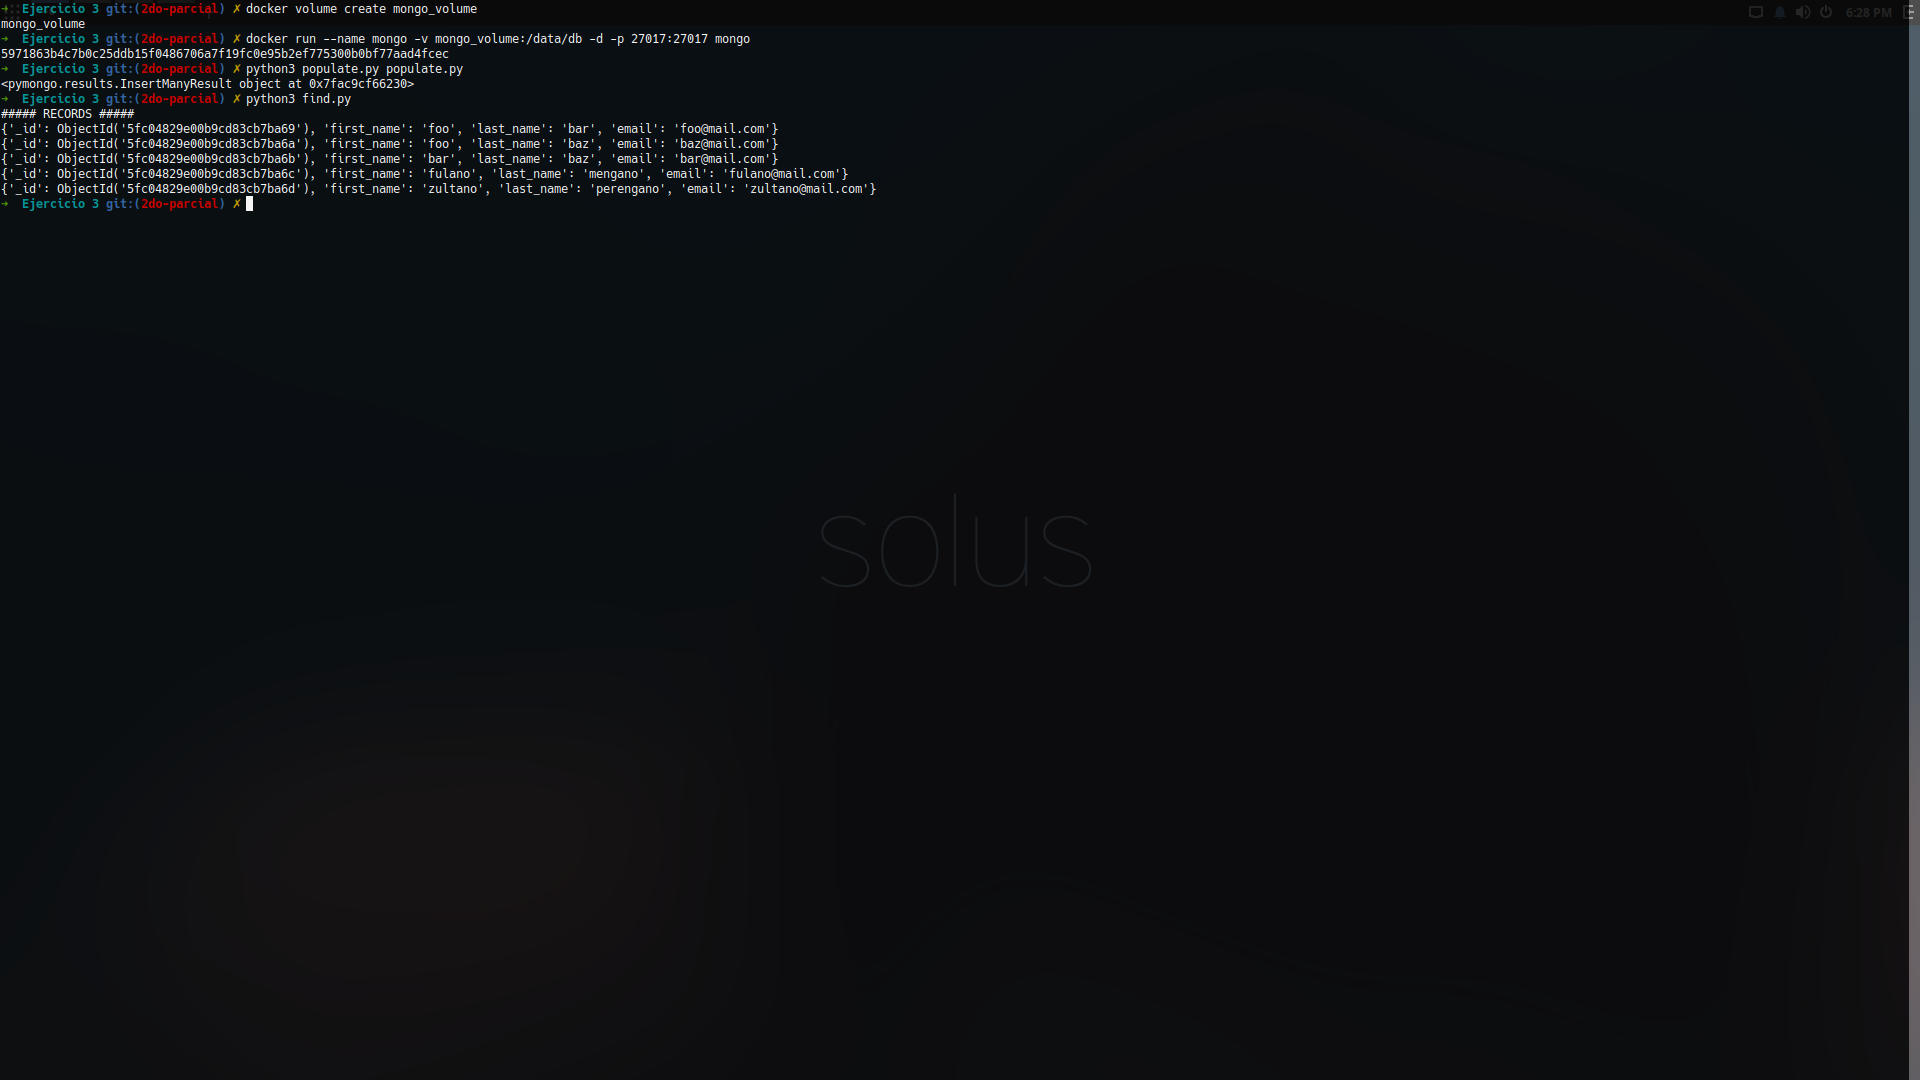 ➜  Ejercicio 3 git:(2do-parcial) ✗ docker volume create mongo_volume
mongo_volume
➜  Ejercicio 3 git:(2do-parcial) ✗ docker run --name mongo -v mongo_volume:/data/db -d -p 27017:27017 mongo
5971863b4c7b0c25ddb15f0486706a7f19fc0e95b2ef775300b0bf77aad4fcec
➜  Ejercicio 3 git:(2do-parcial) ✗ python3 populate.py populate.py
<pymongo.results.InsertManyResult object at 0x7fac9cf66230>
➜  Ejercicio 3 git:(2do-parcial) ✗ python3 find.py
##### RECORDS #####
{'_id': ObjectId('5fc04829e00b9cd83cb7ba69'), 'first_name': 'foo', 'last_name': 'bar', 'email': 'foo@mail.com'}
{'_id': ObjectId('5fc04829e00b9cd83cb7ba6a'), 'first_name': 'foo', 'last_name': 'baz', 'email': 'baz@mail.com'}
{'_id': ObjectId('5fc04829e00b9cd83cb7ba6b'), 'first_name': 'bar', 'last_name': 'baz', 'email': 'bar@mail.com'}
{'_id': ObjectId('5fc04829e00b9cd83cb7ba6c'), 'first_name': 'fulano', 'last_name': 'mengano', 'email': 'fulano@mail.com'}
{'_id': ObjectId('5fc04829e00b9cd83cb7ba6d'), 'first_name': 'zultano', 'last_name': 'perengano', 'email': 'zultano@mail.com'}
➜  Ejercicio 3 git:(2do-parcial) ✗
6:28 PM
solus